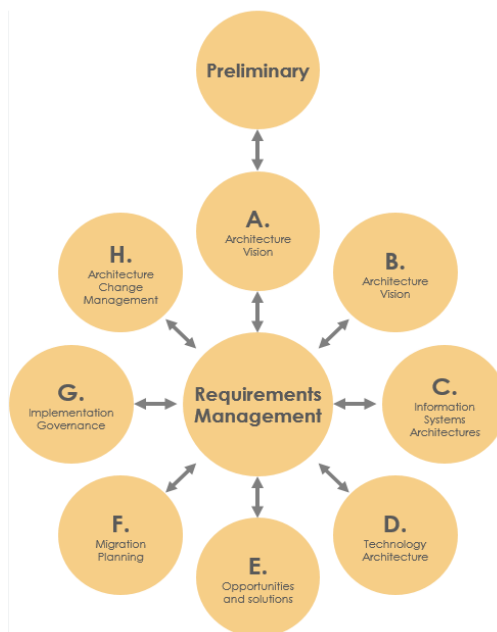 Preliminary
A.
Architecture
Vision
B.
Architecture
Vision
H.
Architecture
Change
Management
Requirements
Management
C.
Information
Systems
Architectures
G.
Implementation
Governance
D.
Technology
Architecture
F.
Migration
Planning
E.
Opportunities
and solutions